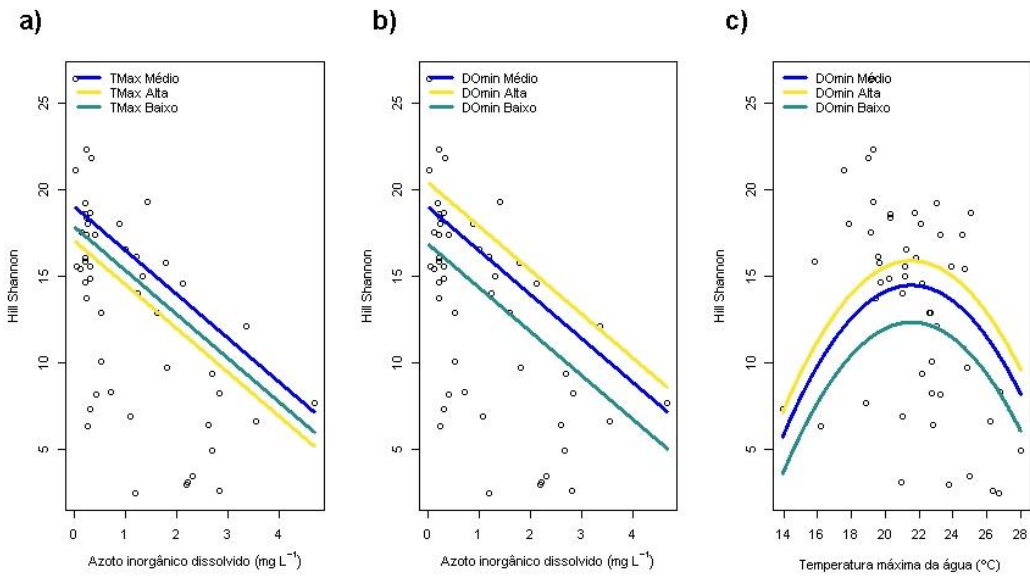 a)
TMax Médio
TMax Alta
TMax Baixo
25
20
15
10
5
Hill Shannon
0 1 2 3 4
Azoto inorgânico dissolvido (mg L⁻¹)
b)
DOmin Médio
DOmin Alta
DOmin Baixo
25
20
15
10
5
Hill Shannon
0 1 2 3 4
Azoto inorgânico dissolvido (mg L⁻¹)
c)
DOmin Médio
DOmin Alta
DOmin Baixo
25
20
15
10
5
Hill Shannon
14 16 18 20 22 24 26 28
Temperatura máxima da água (°C)